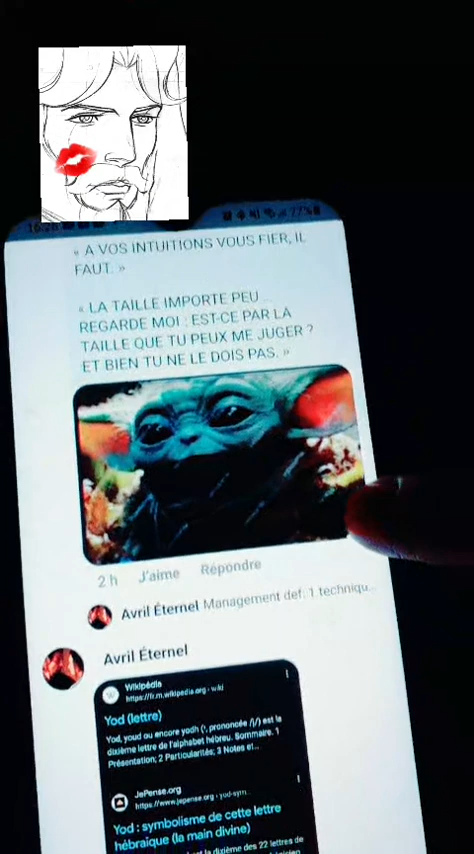 16:26
77%
« A VOS INTUITIONS VOUS FIER, IL
FAUT. »
« LA TAILLE IMPORTE PEU
REGARDE MOI : EST-CE PAR LA
TAILLE QUE TU PEUX ME JUGER ?
ET BIEN TU NE LE DOIS PAS. »
2 h J'aime Répondre
Avril Éternel Management def: 1 techniqu...
Avril Éternel
Wikipédia
https://fr.m.wikipedia.org › wiki
Yod (lettre)
Yod, youd ou encore yodh (', prononcée /j/) est la
dixième lettre de l'alphabet hébreu. Sommaire. 1
Présentation; 2 Particularités; 3 Notes et...
JePense.org
https://www.jepense.org › yod-sym...
Yod : symbolisme de cette lettre
hébraïque (la main divine)
est la dixième des 22 lettres de